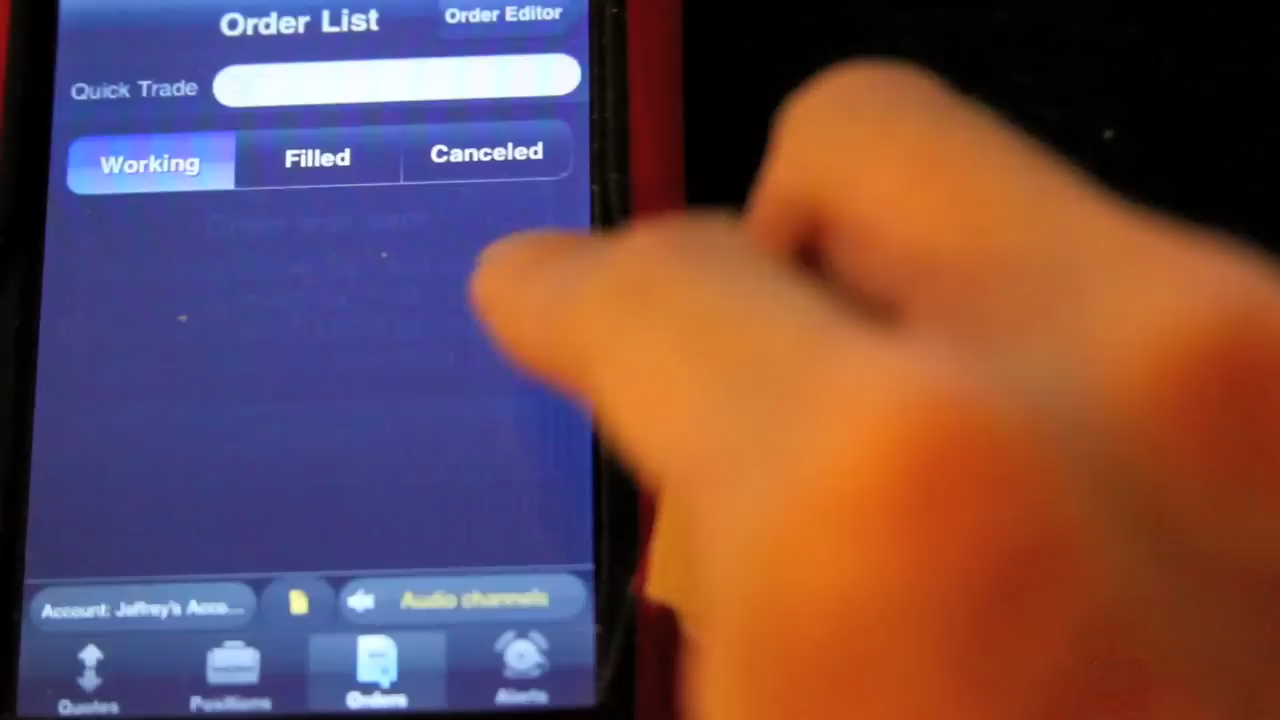 Order List
Order Editor
Quick Trade
Working
Filled
Canceled
Account: Jeffrey's Acco...
Audio channels
Quotes
Positions
Orders
Alerts